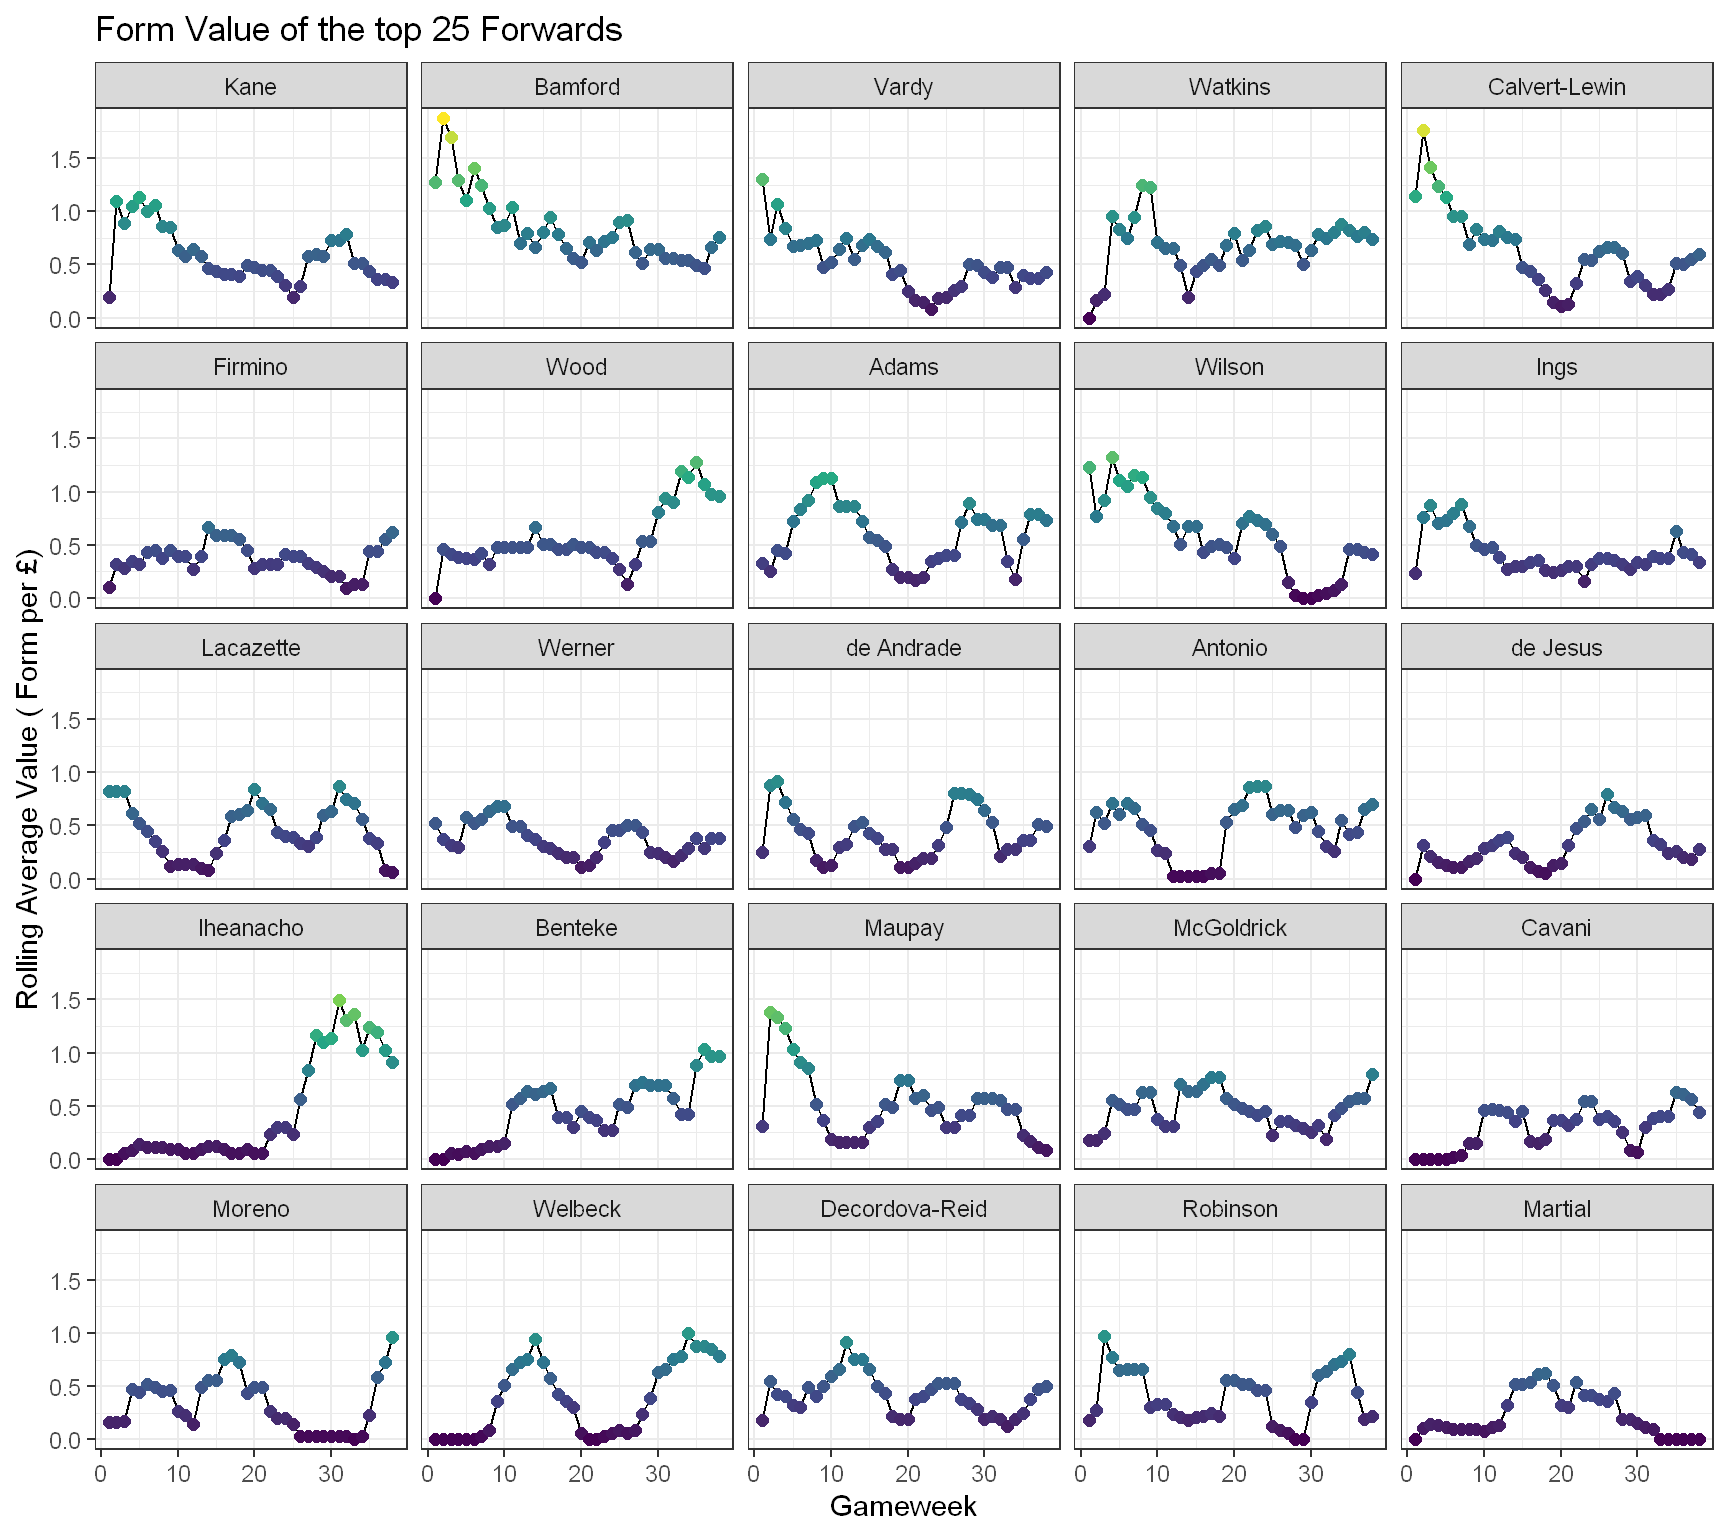 Form Value of the top 25 Forwards
Kane Bamford Vardy Watkins Calvert-Lewin
1.5
1.0
0.5
0.0
Firmino Wood Adams Wilson Ings
1.5
1.0
0.5
0.0
Lacazette Werner de Andrade Antonio de Jesus
1.5
1.0
0.5
0.0
Iheanacho Benteke Maupay McGoldrick Cavani
1.5
1.0
0.5
0.0
Moreno Welbeck Decordova-Reid Robinson Martial
1.5
1.0
0.5
0.0
0 10 20 30 0 10 20 30 0 10 20 30 0 10 20 30 0 10 20 30
Gameweek
Rolling Average Value ( Form per £)